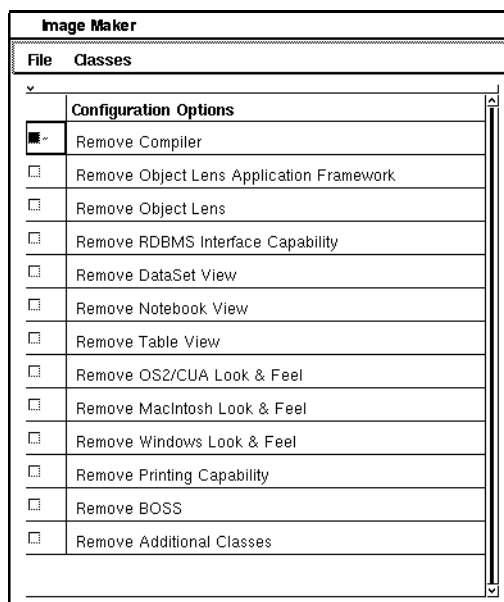 Image Maker
File Classes
Configuration Options
Remove Compiler
Remove Object Lens Application Framework
Remove Object Lens
Remove RDBMS Interface Capability
Remove DataSet View
Remove Notebook View
Remove Table View
Remove OS2/CUA Look & Feel
Remove MacIntosh Look & Feel
Remove Windows Look & Feel
Remove Printing Capability
Remove BOSS
Remove Additional Classes